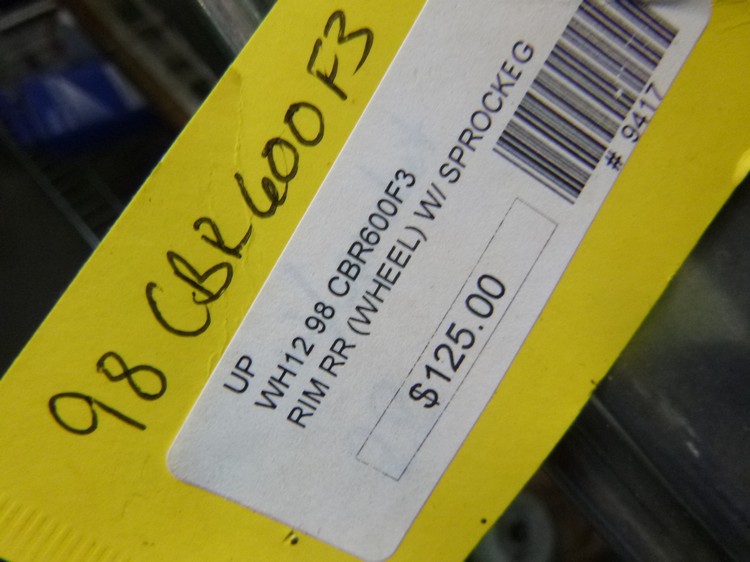 98 CBR600F3
UP
WH12 98 CBR600F3
RIM RR (WHEEL) W/ SPROCKEG
$125.00
# 9417